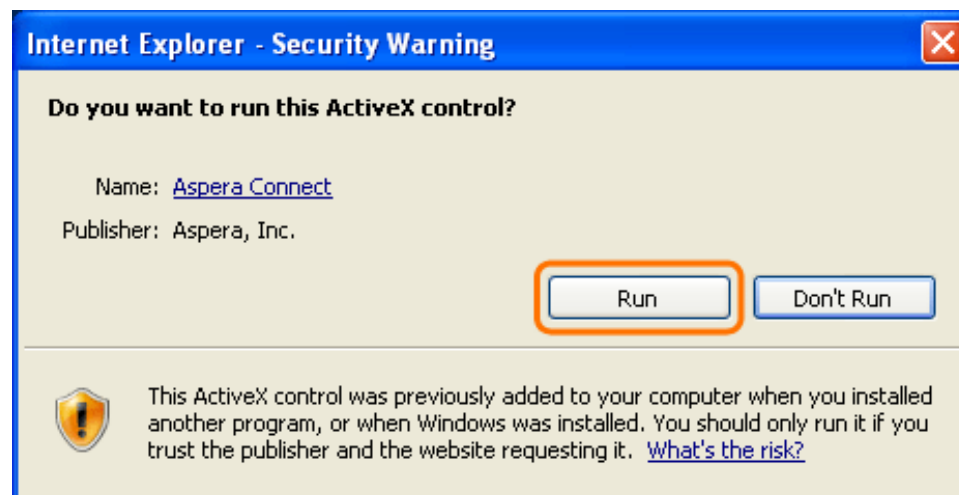 Internet Explorer - Security Warning
Do you want to run this ActiveX control?
Name: Aspera Connect
Publisher: Aspera, Inc.
Run Don't Run
This ActiveX control was previously added to your computer when you installed
another program, or when Windows was installed. You should only run it if you
trust the publisher and the website requesting it. What's the risk?